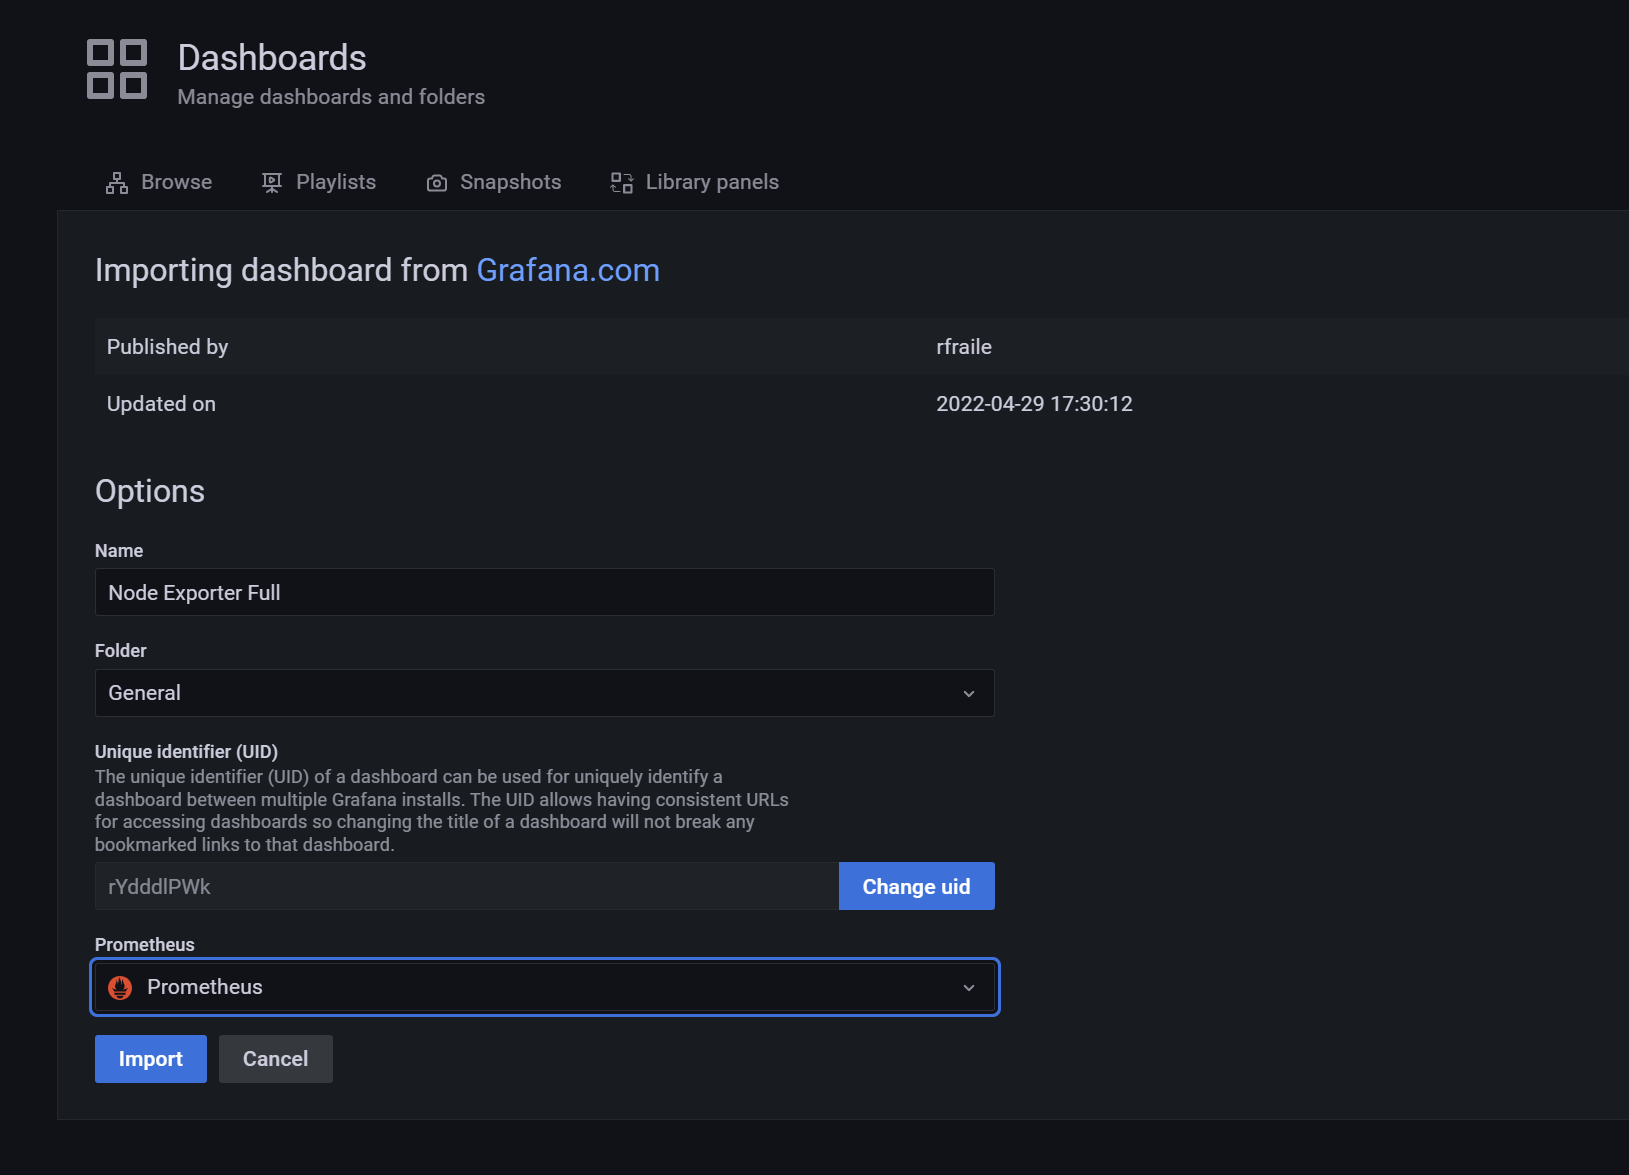 Dashboards
Manage dashboards and folders
Browse
Playlists
Snapshots
Library panels
Importing dashboard from Grafana.com
Published by
rfraile
Updated on
2022-04-29 17:30:12
Options
Name
Node Exporter Full
Folder
General
Unique identifier (UID)
The unique identifier (UID) of a dashboard can be used for uniquely identify a
dashboard between multiple Grafana installs. The UID allows having consistent URLs
for accessing dashboards so changing the title of a dashboard will not break any
bookmarked links to that dashboard.
rYdddlPWk
Change uid
Prometheus
Prometheus
Import
Cancel